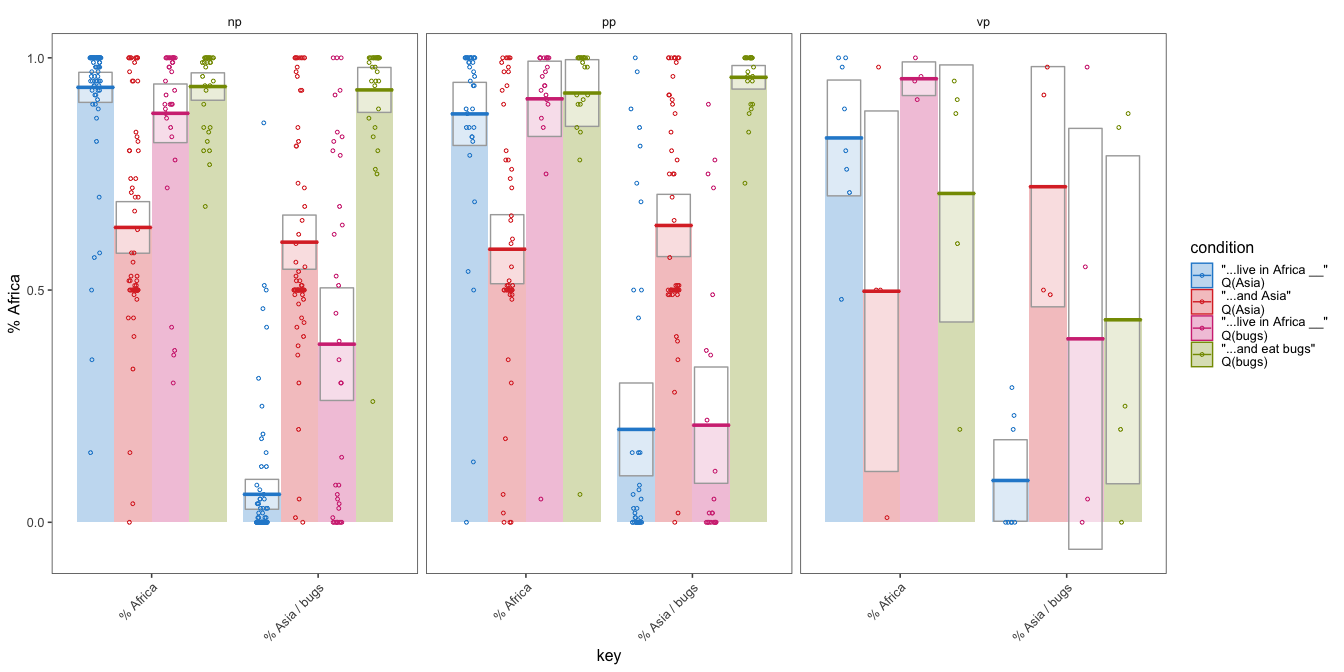 np pp vp
1.0
0.5
0.0
% Africa
% Africa % Asia / bugs % Africa % Asia / bugs % Africa % Asia / bugs
key
condition
"...live in Africa __"
Q(Asia)
"...and Asia"
Q(Asia)
"...live in Africa __"
Q(bugs)
"...and eat bugs"
Q(bugs)